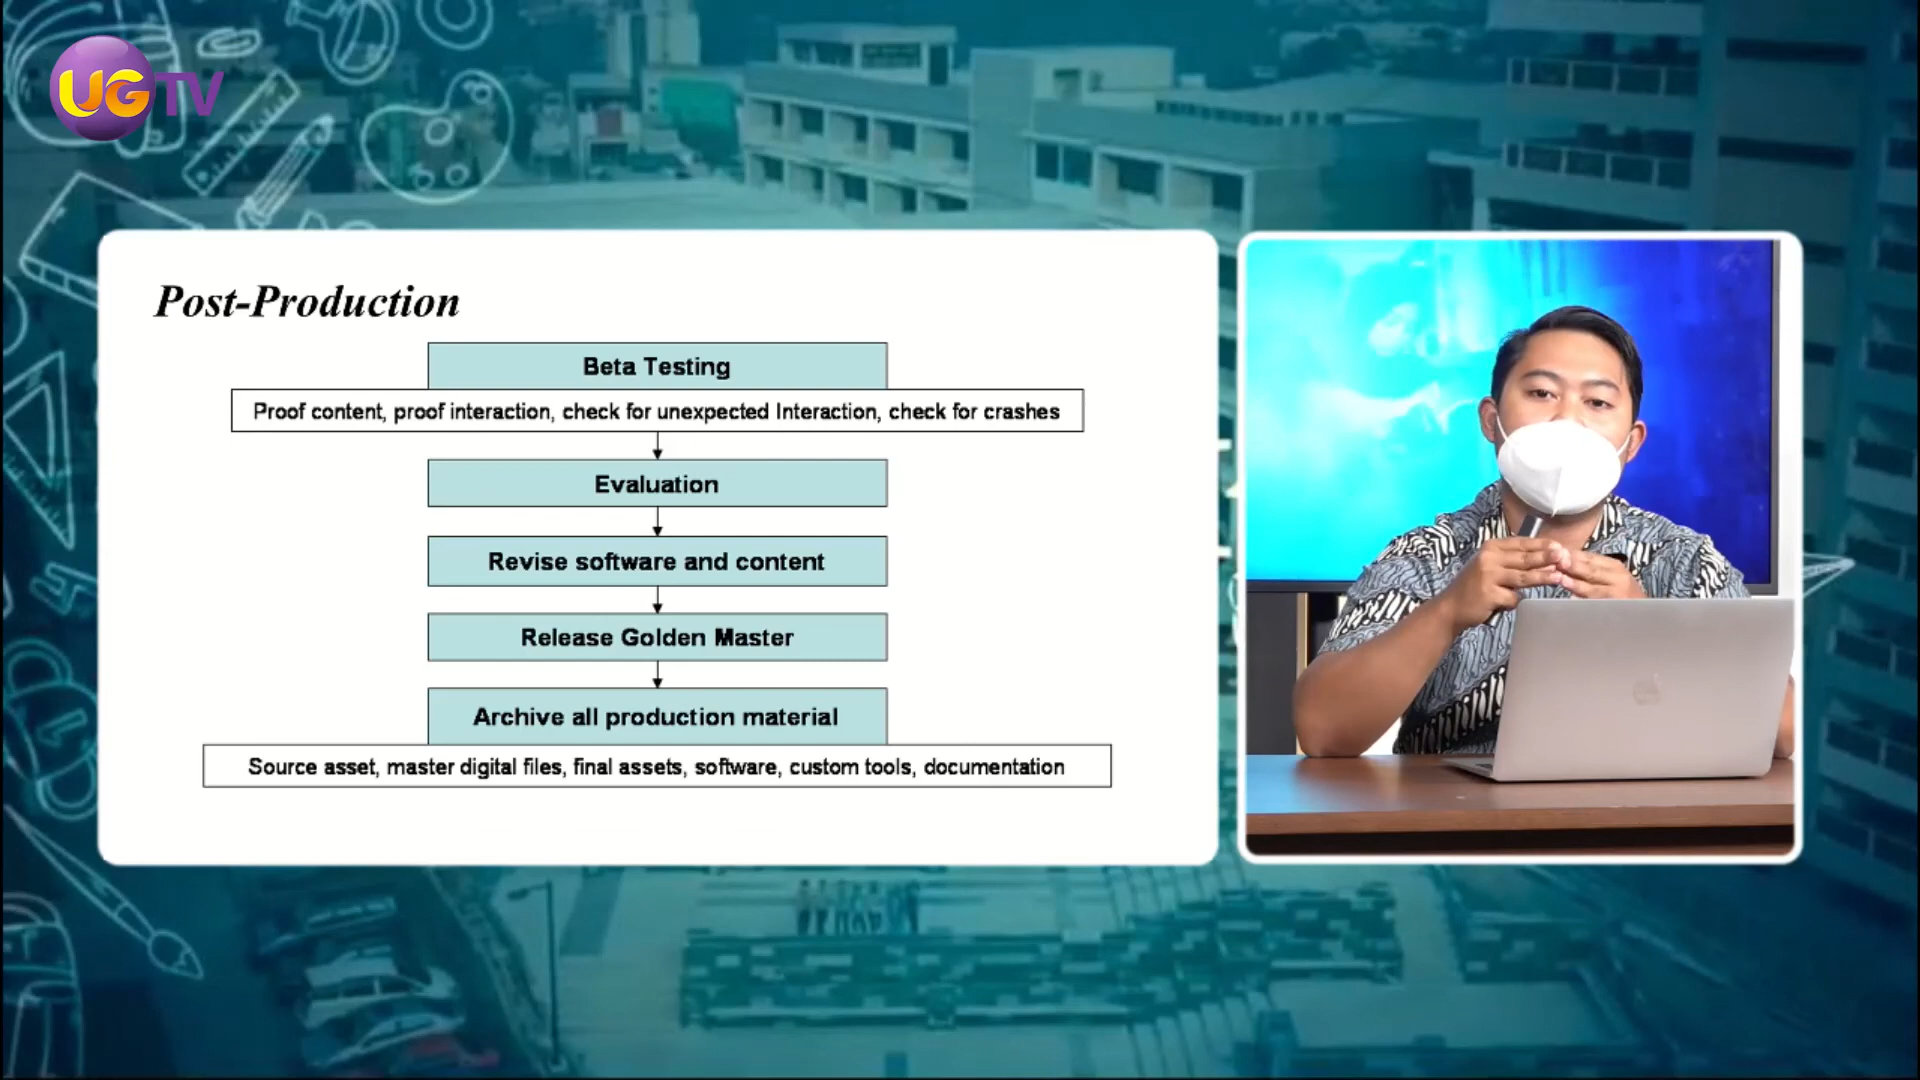 UGTV
Post-Production
Beta Testing
Proof content, proof interaction, check for unexpected Interaction, check for crashes
Evaluation
Revise software and content
Release Golden Master
Archive all production material
Source asset, master digital files, final assets, software, custom tools, documentation